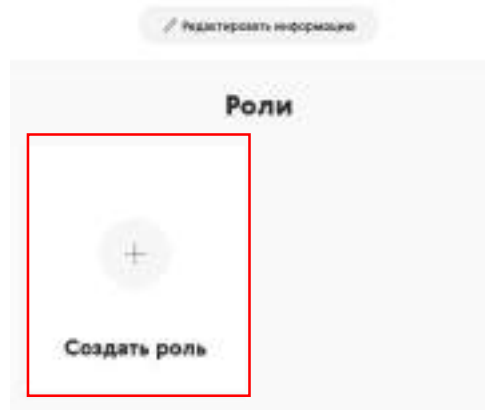 Редактировать информацию
Роли
Создать роль